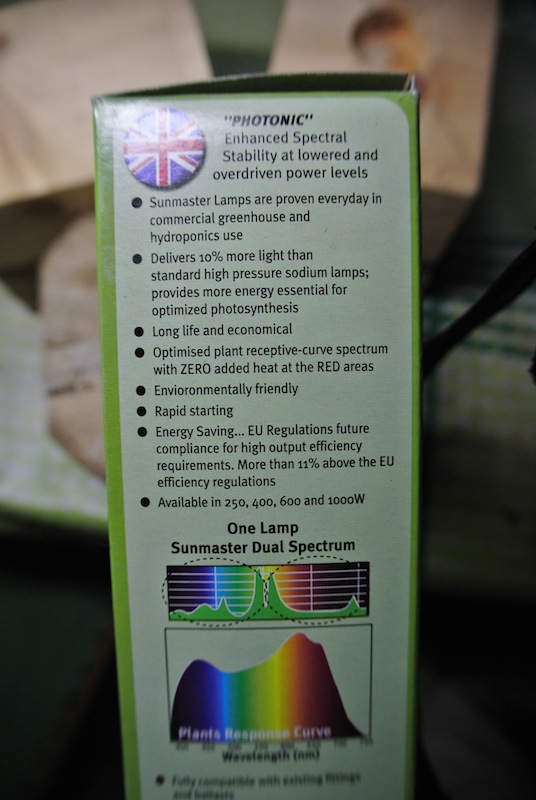 "PHOTONIC"
Enhanced Spectral
Stability at lowered and
overdriven power levels
Sunmaster Lamps are proven everyday in
commercial greenhouse and
hydroponics use
Delivers 10% more light than
standard high pressure sodium lamps;
provides more energy essential for
optimized photosynthesis
Long life and economical
Optimised plant receptive-curve spectrum
with ZERO added heat at the RED areas
Envioronmentally friendly
Rapid starting
Energy Saving... EU Regulations future
compliance for high output efficiency
requirements. More than 11% above the EU
efficiency regulations
Available in 250, 400, 600 and 1000W
One Lamp
Sunmaster Dual Spectrum
Plants Response Curve
Wavelength (nm)
Fully compatible with existing fittings
and ballasts